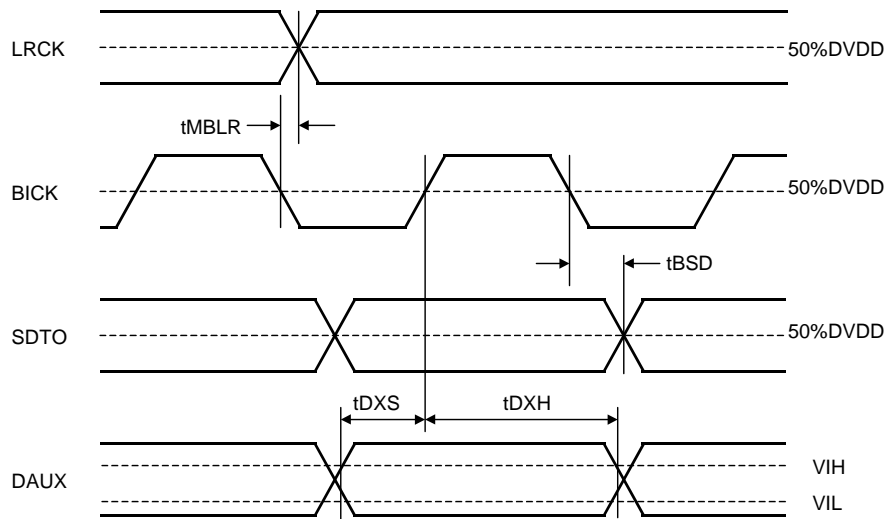 LRCK
50%DVDD
tMBLR
BICK
50%DVDD
tBSD
SDTO
50%DVDD
tDXS
tDXH
DAUX
VIH
VIL